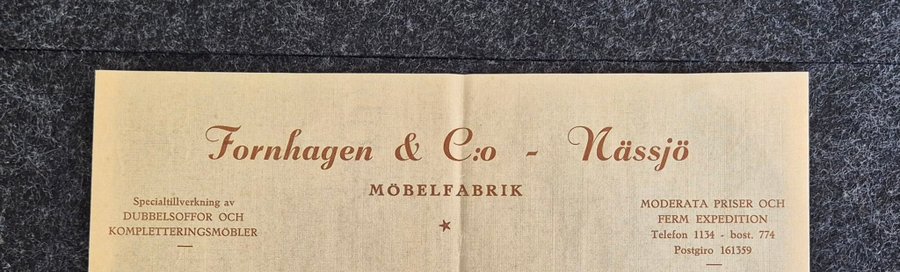 Fornhagen & C:o - Nässjö
MÖBELFABRIK
Specialtillverkning av
DUBBELSOFFOR OCH
KOMPLETTERINGSMÖBLER
MODERATA PRISER OCH
FERM EXPEDITION
Telefon 1134 - bost. 774
Postgiro 161359